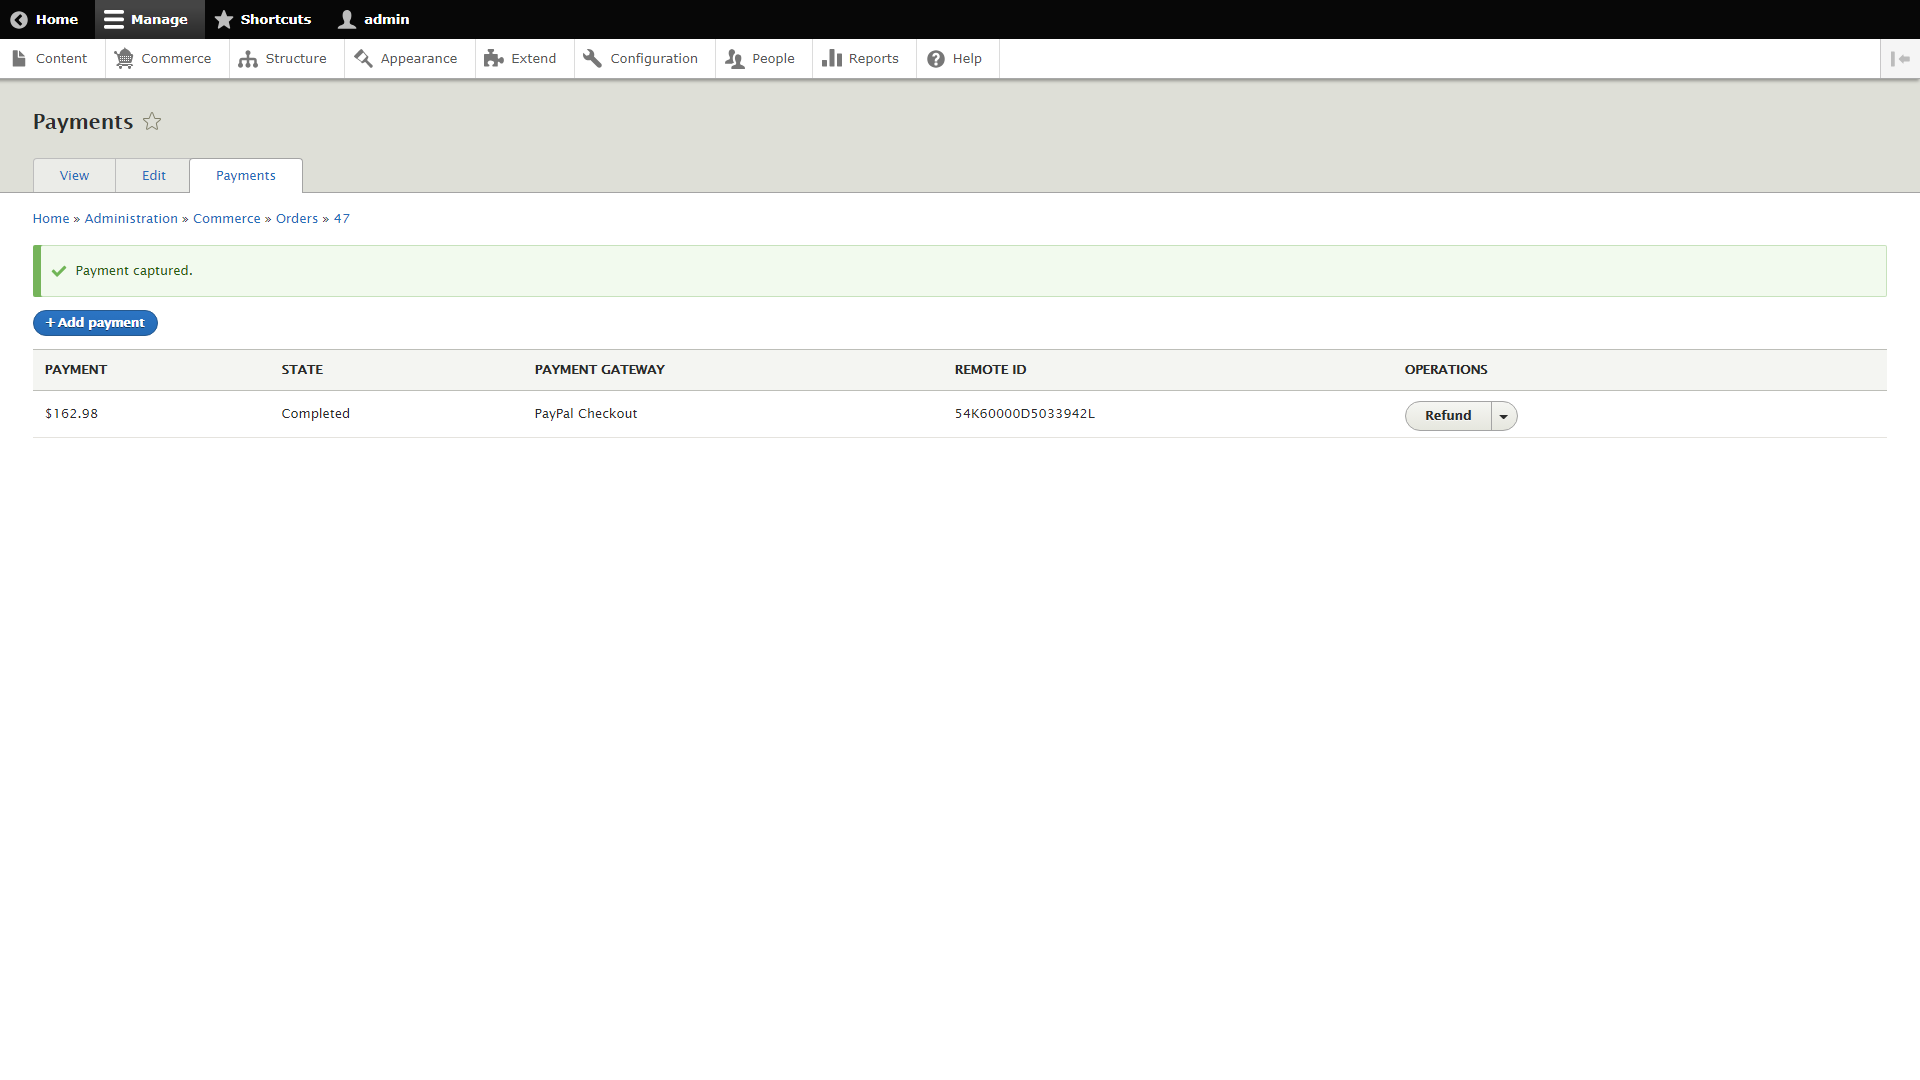 Home Manage Shortcuts admin
Content Commerce Structure Appearance Extend Configuration People Reports Help
Payments
View Edit Payments
Home » Administration » Commerce » Orders » 47
Payment captured.
+ Add payment
PAYMENT STATE PAYMENT GATEWAY REMOTE ID OPERATIONS
$162.98 Completed PayPal Checkout 54K60000D5033942L Refund